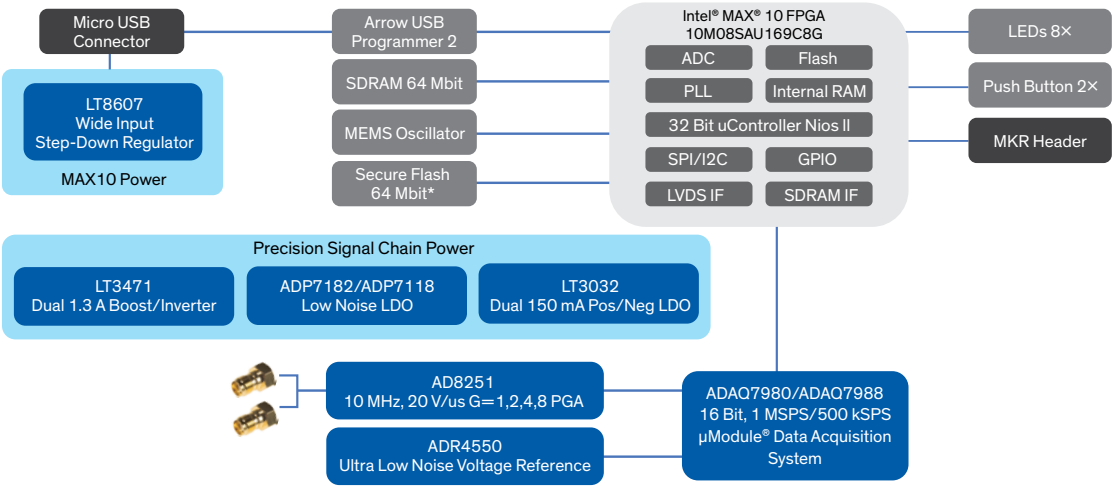 Micro USB
Connector
Arrow USB
Programmer 2
Intel® MAX® 10 FPGA
10M08SAU169C8G
LEDs 8×
ADC
Flash
LT8607
Wide Input
Step-Down Regulator
MAX10 Power
SDRAM 64 Mbit
PLL
Internal RAM
Push Button 2×
MEMS Oscillator
32 Bit uController Nios II
MKR Header
Secure Flash
64 Mbit*
SPI/I2C
GPIO
LVDS IF
SDRAM IF
Precision Signal Chain Power
LT3471
Dual 1.3 A Boost/Inverter
ADP7182/ADP7118
Low Noise LDO
LT3032
Dual 150 mA Pos/Neg LDO
AD8251
10 MHz, 20 V/us G=1,2,4,8 PGA
ADAQ7980/ADAQ7988
16 Bit, 1 MSPS/500 kSPS
µModule® Data Acquisition
System
ADR4550
Ultra Low Noise Voltage Reference